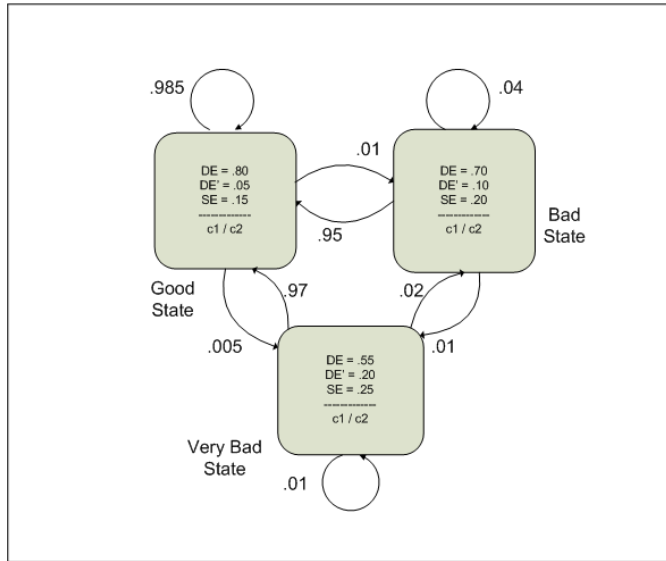 .985
.04
DE = .80
DE' = .05
SE = .15
-------------
c1 / c2
.01
DE = .70
DE' = .10
SE = .20
-------------
c1 / c2
.95
Bad
State
Good
State
.97
.02
.005
.01
DE = .55
DE' = .20
SE = .25
-------------
c1 / c2
Very Bad
State
.01